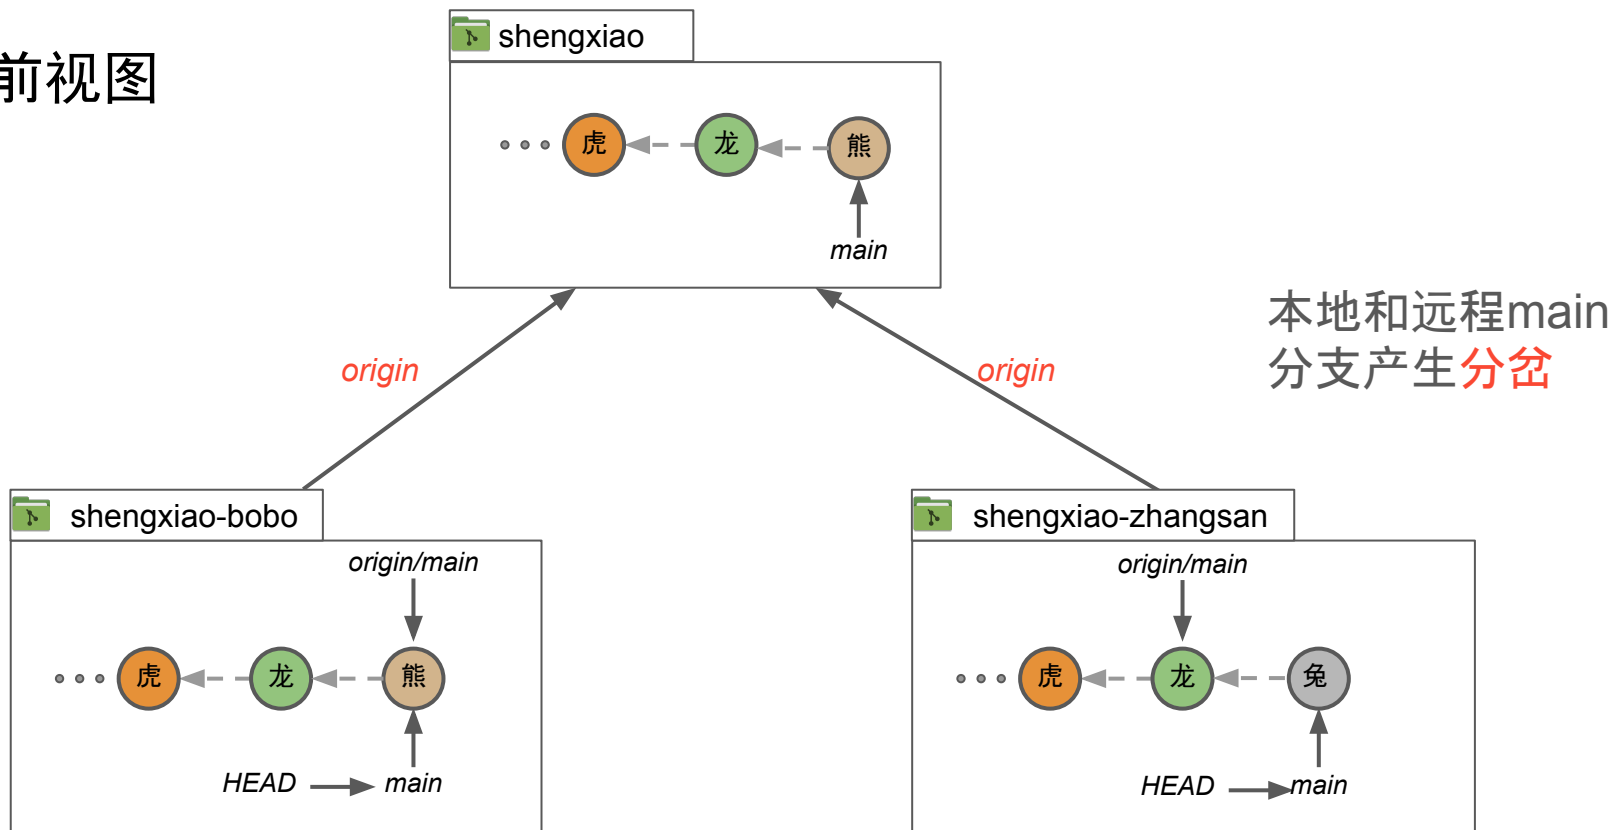 shengxiao
前视图
虎
龙
熊
main
本地和远程main
分支产生分岔
origin
origin
shengxiao-bobo
origin/main
虎
龙
熊
HEAD
main
shengxiao-zhangsan
origin/main
虎
龙
兔
HEAD
main